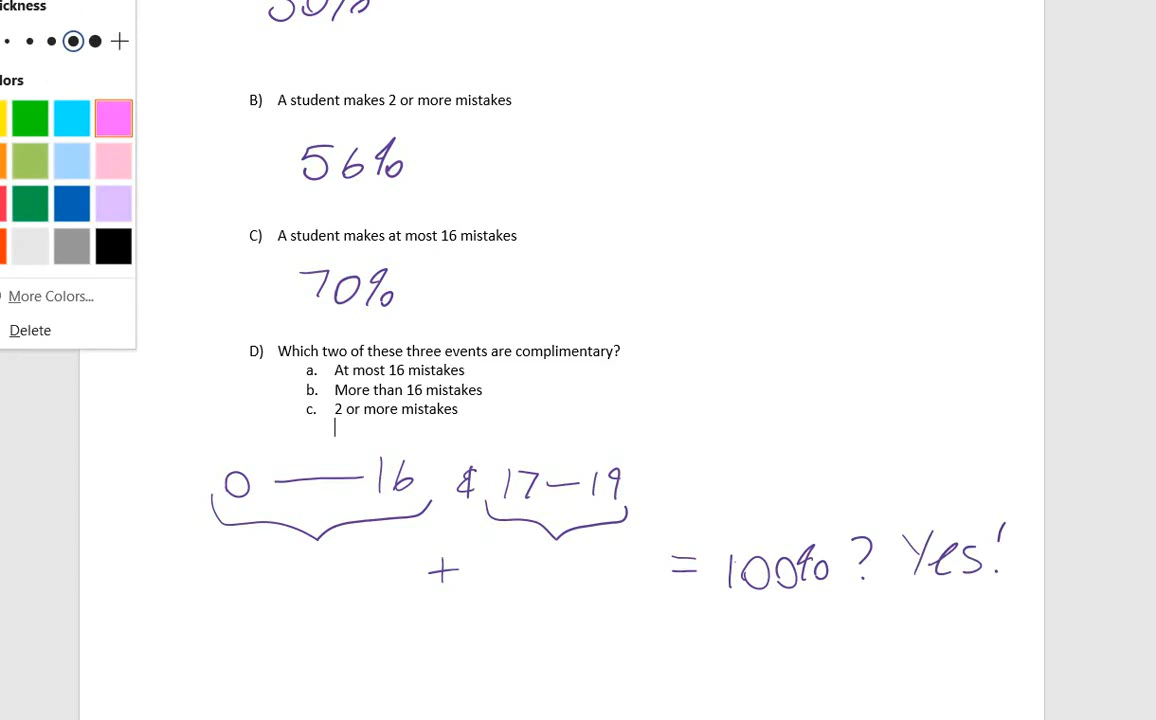 ickness
lors
B) A student makes 2 or more mistakes
56%
C) A student makes at most 16 mistakes
70%
D) Which two of these three events are complimentary?
a. At most 16 mistakes
b. More than 16 mistakes
c. 2 or more mistakes
0 — 16 & 17 – 19
+ = 100% ? Yes!
More Colors...
Delete